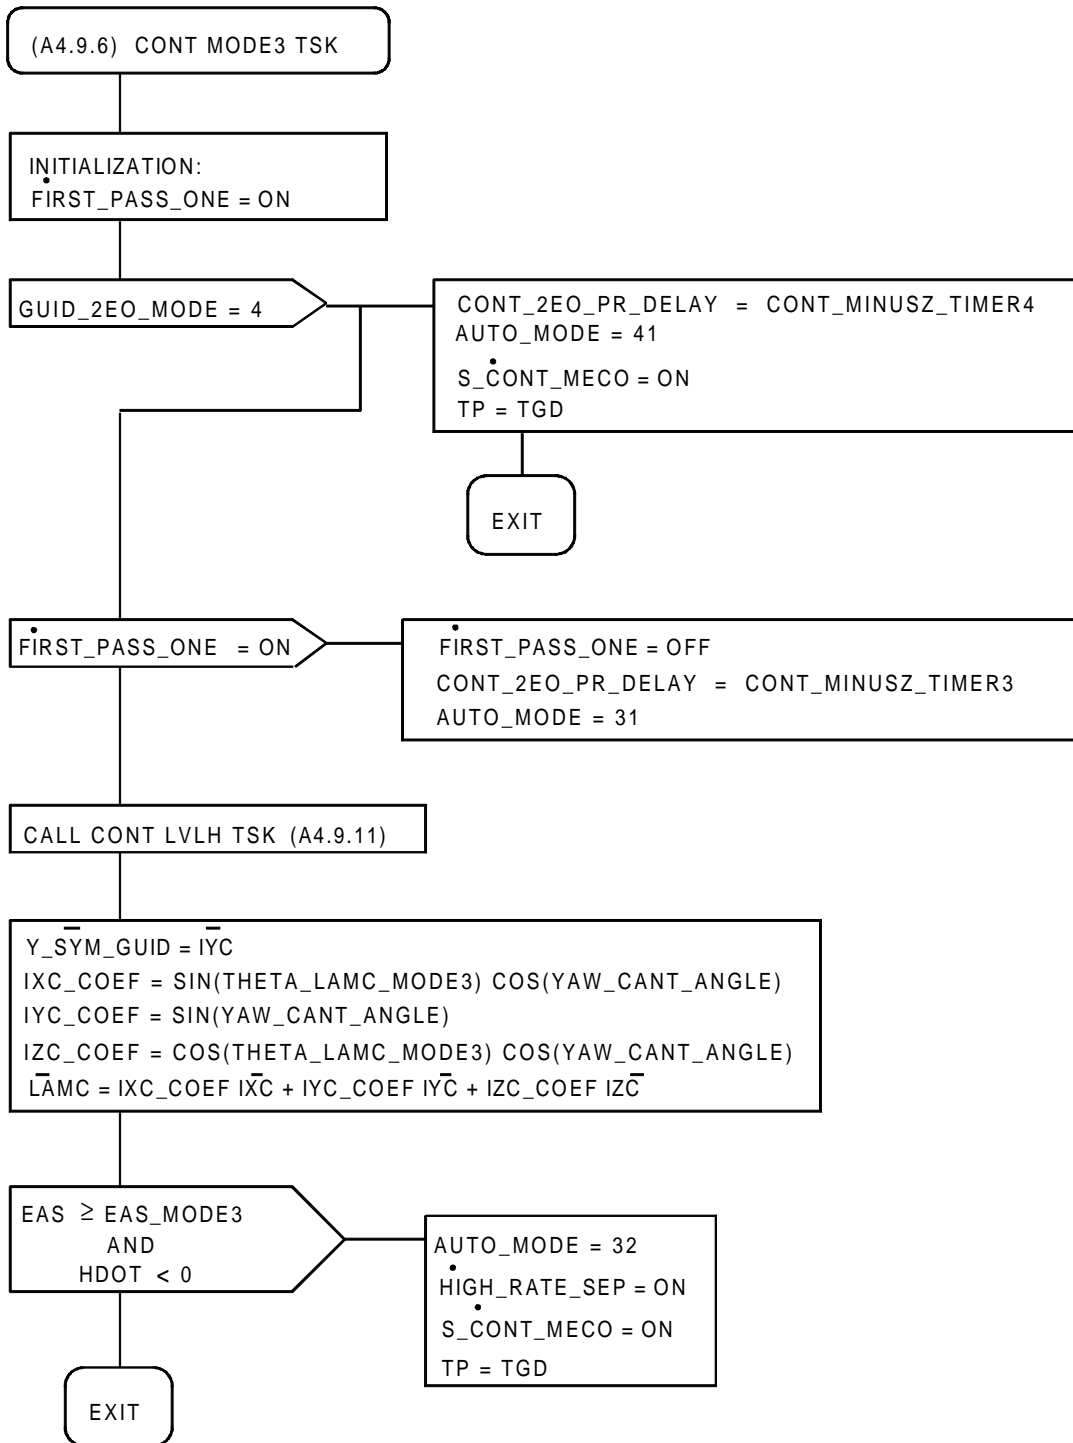 (A4.9.6) CONT MODE3 TSK
INITIALIZATION:
FIRST_PASS_ONE = ON
GUID_2EO_MODE = 4
CONT_2EO_PR_DELAY = CONT_MINUSZ_TIMER4
AUTO_MODE = 41
S_CONT_MECO = ON
TP = TGD
EXIT
FIRST_PASS_ONE = ON
FIRST_PASS_ONE = OFF
CONT_2EO_PR_DELAY = CONT_MINUSZ_TIMER3
AUTO_MODE = 31
CALL CONT LVLH TSK (A4.9.11)
Y_SYM_GUID = IYC
IXC_COEF = SIN(THETA_LAMC_MODE3) COS(YAW_CANT_ANGLE)
IYC_COEF = SIN(YAW_CANT_ANGLE)
IZC_COEF = COS(THETA_LAMC_MODE3) COS(YAW_CANT_ANGLE)
LAMC = IXC_COEF IXC + IYC_COEF IYC + IZC_COEF IZC
EAS ≥ EAS_MODE3
AND
HDOT < 0
AUTO_MODE = 32
HIGH_RATE_SEP = ON
S_CONT_MECO = ON
TP = TGD
EXIT